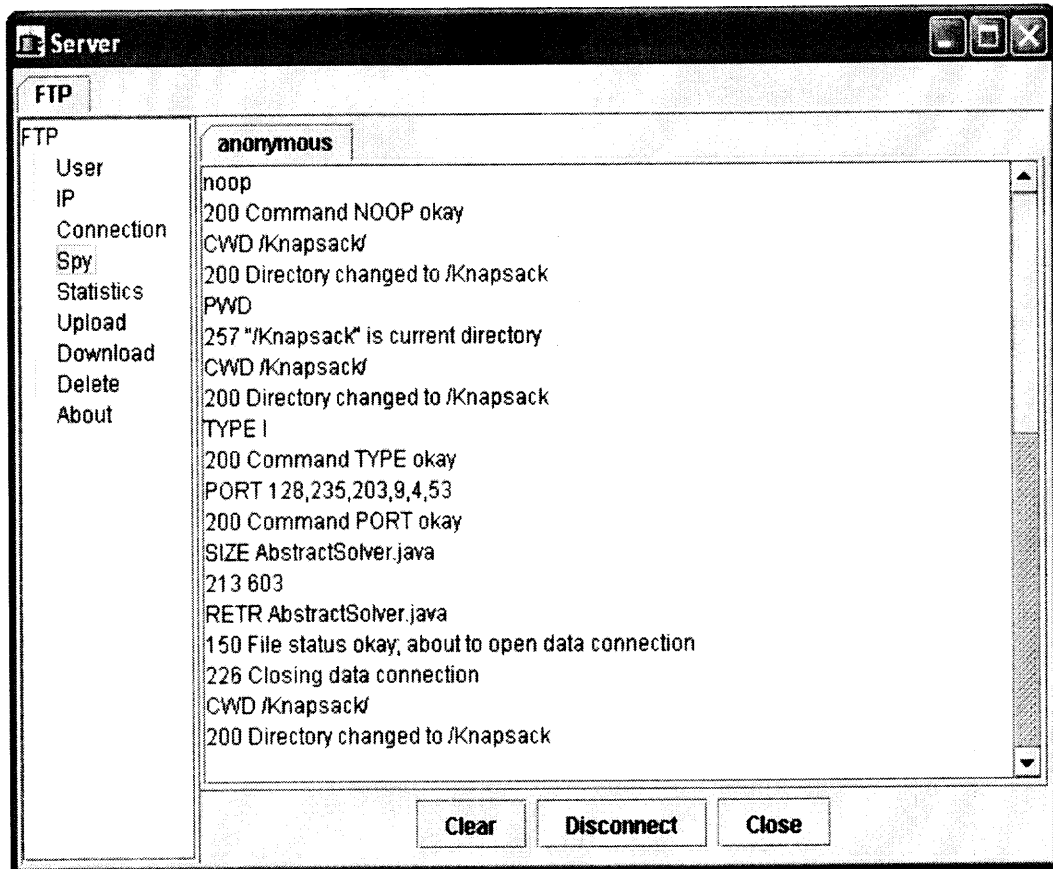 Server
FTP
FTP
User
IP
Connection
Spy
Statistics
Upload
Download
Delete
About
anonymous
noop
200 Command NOOP okay
CWD /Knapsack/
200 Directory changed to /Knapsack
PWD
257 "/Knapsack" is current directory
CWD /Knapsack/
200 Directory changed to /Knapsack
TYPE I
200 Command TYPE okay
PORT 128,235,203,9,4,53
200 Command PORT okay
SIZE AbstractSolver.java
213 603
RETR AbstractSolver.java
150 File status okay; about to open data connection
226 Closing data connection
CWD /Knapsack/
200 Directory changed to /Knapsack
Clear Disconnect Close